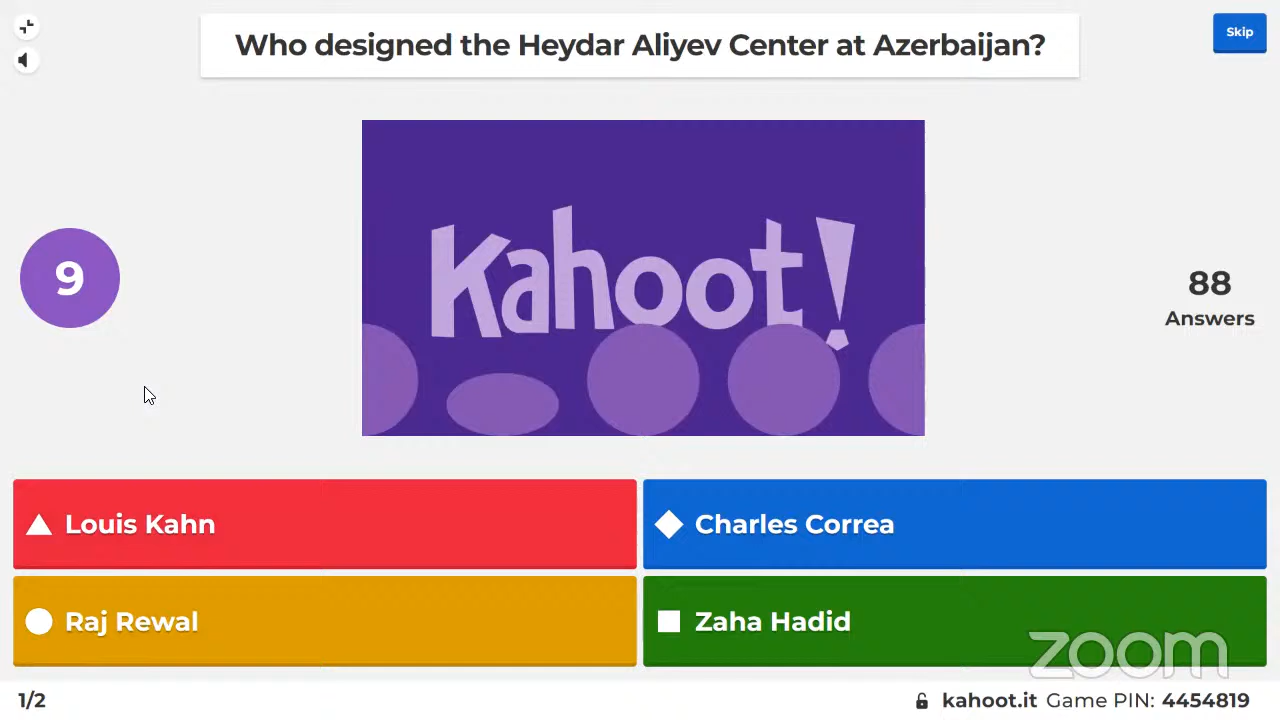 Who designed the Heydar Aliyev Center at Azerbaijan?
Skip
Kahoot!
9
88
Answers
Louis Kahn
Charles Correa
Raj Rewal
Zaha Hadid
zoom
1/2
kahoot.it Game PIN: 4454819